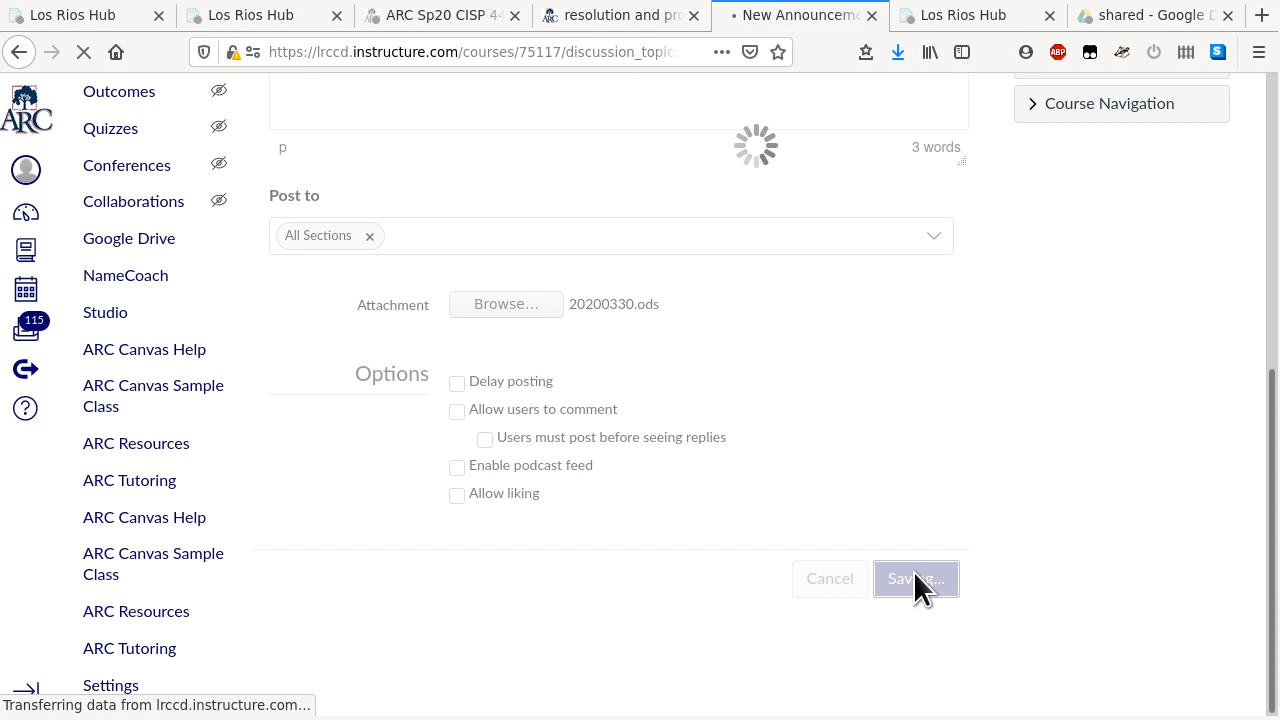 Los Rios Hub
Los Rios Hub
ARC Sp20 CISP 44
resolution and pro
New Announceme
Los Rios Hub
shared - Google D
https://lrccd.instructure.com/courses/75117/discussion_topic
ABP
S
ARC
115
Outcomes
Quizzes
Conferences
Collaborations
Google Drive
NameCoach
Studio
ARC Canvas Help
ARC Canvas Sample
Class
ARC Resources
ARC Tutoring
ARC Canvas Help
ARC Canvas Sample
Class
ARC Resources
ARC Tutoring
Settings
p
3 words
Post to
All Sections
Attachment
Browse...
20200330.ods
Options
Delay posting
Allow users to comment
Users must post before seeing replies
Enable podcast feed
Allow liking
Cancel
Saving...
Course Navigation
Transferring data from lrccd.instructure.com...